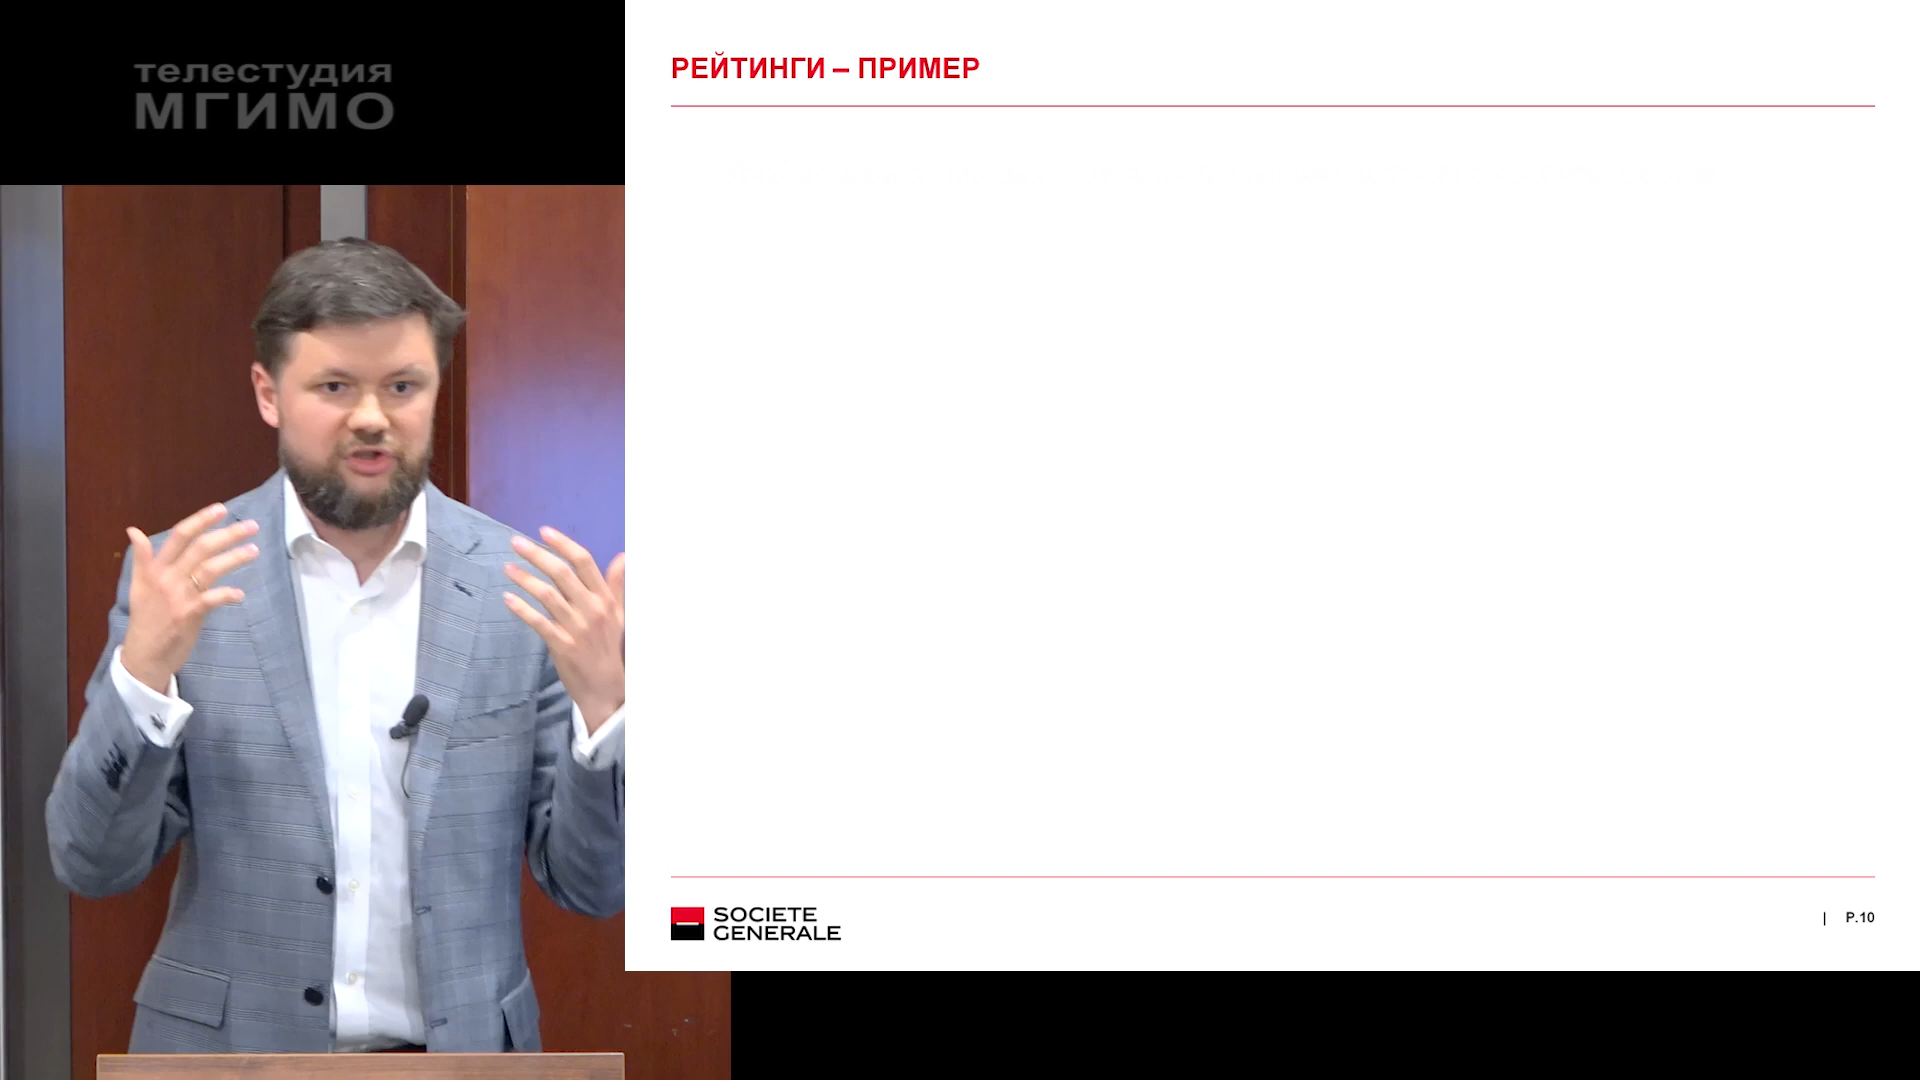 телестудия
МГИМО
РЕЙТИНГИ – ПРИМЕР
SOCIETE
GENERALE
| P.10